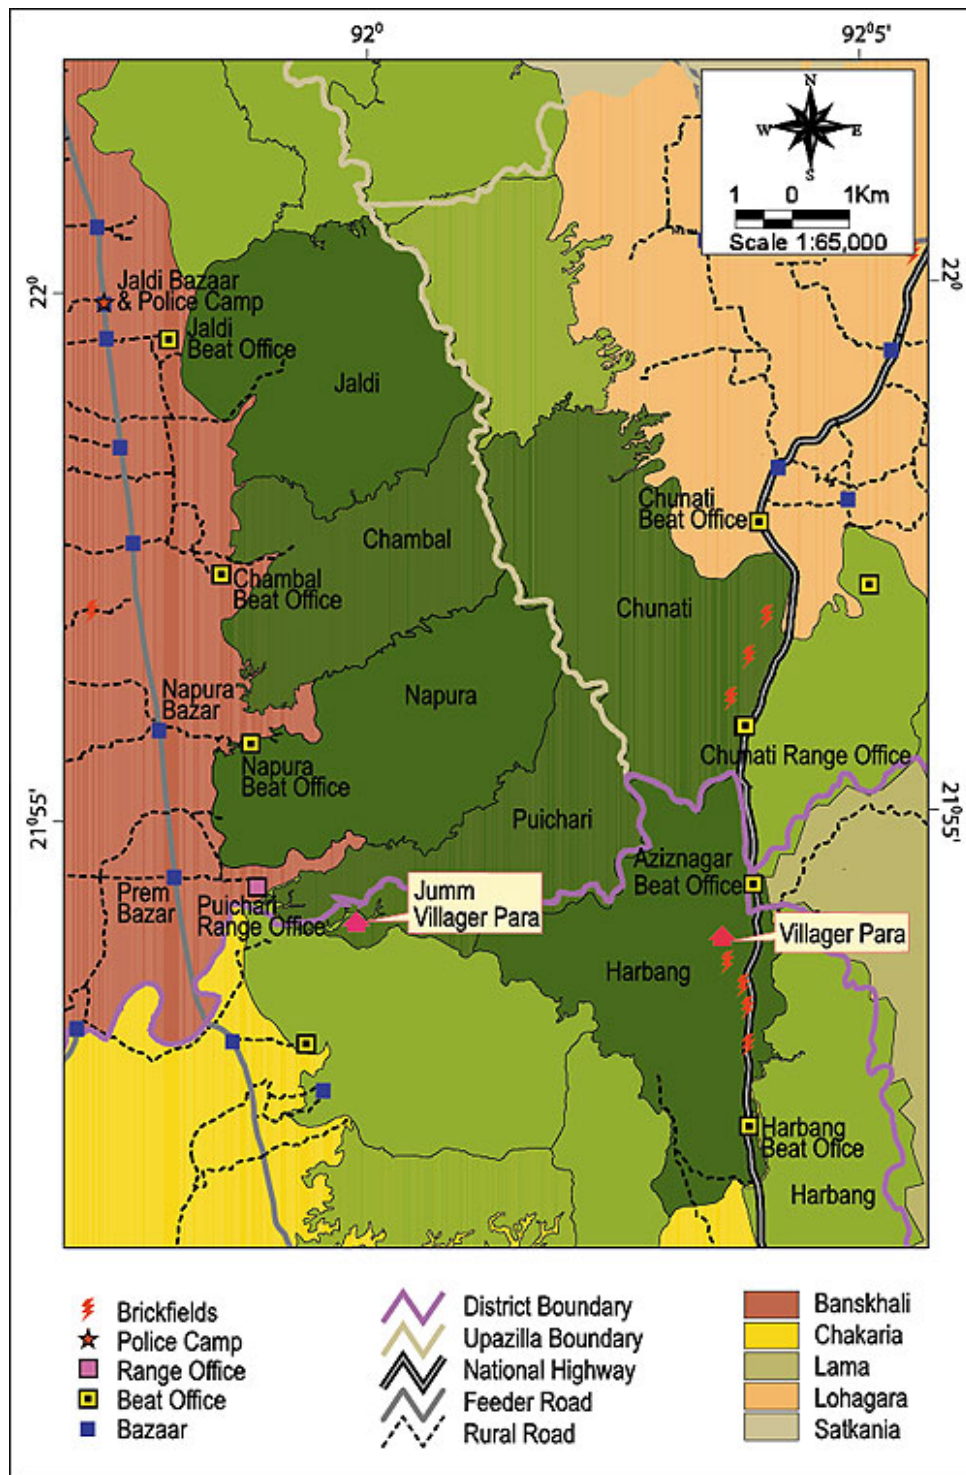 92⁰
92⁰5'
N
W E
S
1 0 1Km
Scale 1:65,000
22⁰
22⁰
Jaldi Bazaar
& Police Camp
Jaldi
Beat Office
Jaldi
Chunati
Beat Office
Chambal
Chambal
Beat Office
Chunati
Napura
Bazar
Napura
Napura
Beat Office
Chunati Range Office
21⁰55'
21⁰55'
Puichari
Aziznagar
Beat Office
Prem
Bazar
Puichari
Range Office
Jumm
Villager Para
Villager Para
Harbang
Harbang
Beat Ofice
Harbang
Brickfields
Police Camp
Range Office
Beat Office
Bazaar
District Boundary
Upazilla Boundary
National Highway
Feeder Road
Rural Road
Banskhali
Chakaria
Lama
Lohagara
Satkania